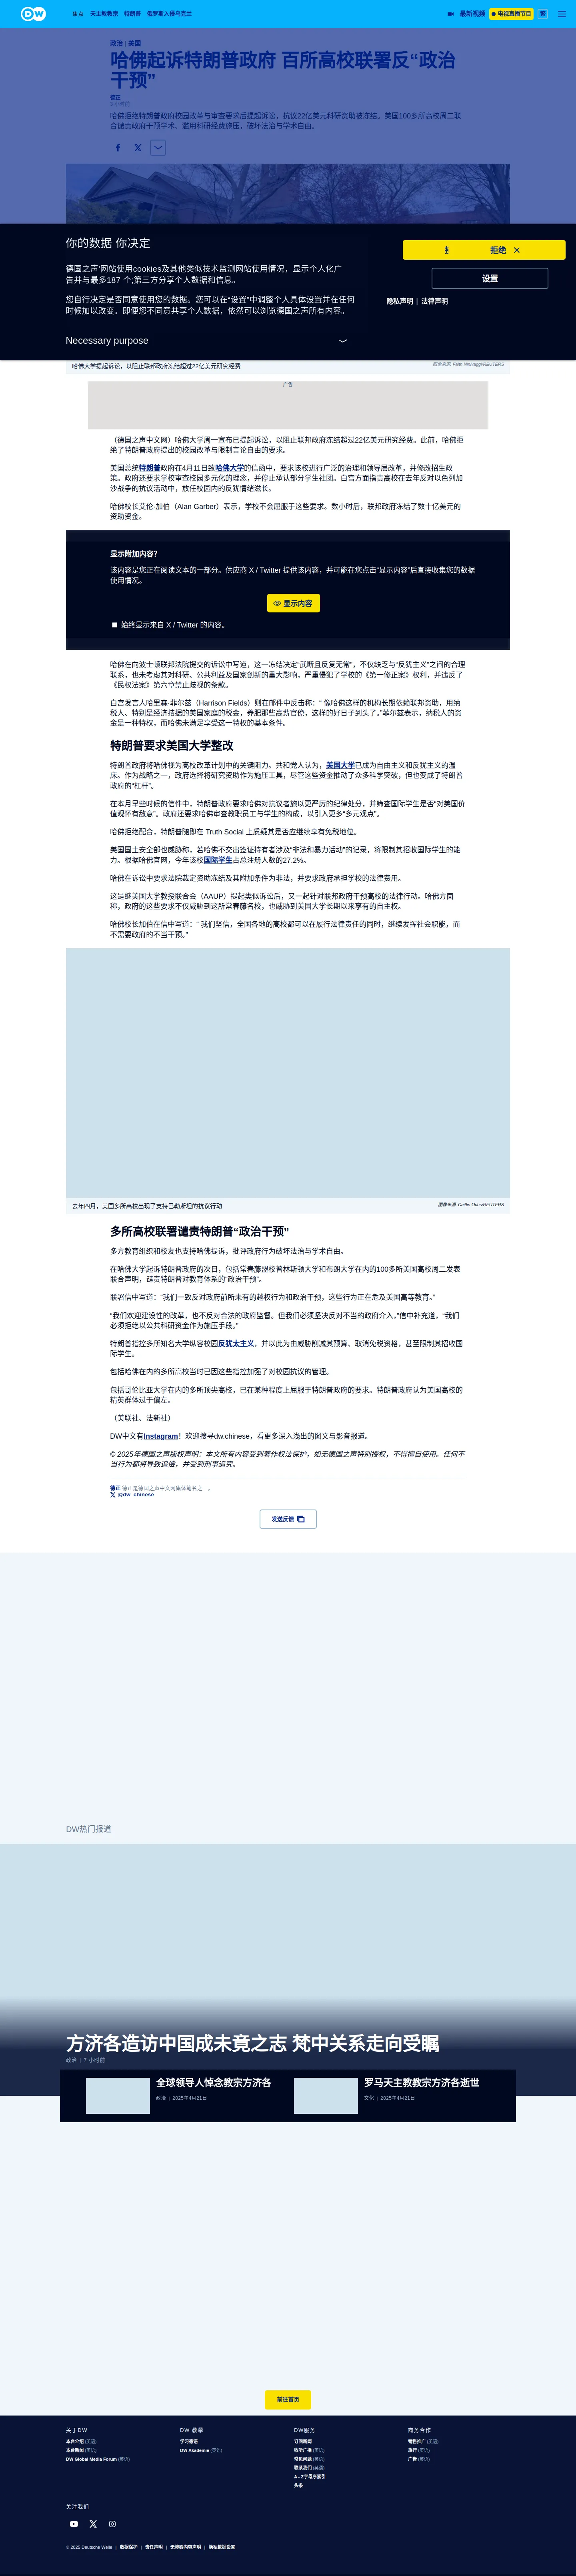 DW
焦点 天主教教宗 特朗普 俄罗斯入侵乌克兰
最新视频 电视直播节目 繁
政治 | 美国
哈佛起诉特朗普政府 百所高校联署反“政治
干预”
德正
哈佛拒绝特朗普政府校园改革与审查要求后提起诉讼，抗议22亿美元科研资助被冻结。美国100多所高校周二联
合谴责政府干预学术、滥用科研经费施压，破坏法治与学术自由。
你的数据 你决定
德国之声'网站使用cookies及其他类似技术监测网站使用情况，显示个人化广
告并与最多187 个;第三方分享个人数据和信息。
您自行决定是否同意使用您的数据。您可以在“设置”中调整个人具体设置并在任何
时候加以改变。即便您不同意共享个人数据，依然可以浏览德国之声所有内容。
Necessary purpose
拒绝
设置
隐私声明 | 法律声明
哈佛大学提起诉讼，以阻止联邦政府冻结超过22亿美元研究经费
图像来源: Faith Ninivaggi/REUTERS
广告
（德国之声中文网）哈佛大学周一宣布已提起诉讼，以阻止联邦政府冻结超过22亿美元研究经费。此前，哈佛拒
绝了特朗普政府提出的校园改革与限制言论自由的要求。
美国总统特朗普政府在4月11日致哈佛大学的信函中，要求该校进行广泛的治理和领导层改革，并修改招生政
策。政府还要求学校审查校园多元化的理念，并停止承认部分学生社团。白宫方面指责高校在去年反对以色列加
沙战争的抗议活动中，放任校园内的反犹情绪滋长。
哈佛校长艾伦·加伯（Alan Garber）表示，学校不会屈服于这些要求。数小时后，联邦政府冻结了数十亿美元的
资助资金。
显示附加内容?
该内容是您正在阅读文本的一部分。供应商 X / Twitter 提供该内容，并可能在您点击“显示内容”后直接收集您的数据
使用情况。
显示内容
始终显示来自 X / Twitter 的内容。
哈佛在向波士顿联邦法院提交的诉讼中写道，这一冻结决定“武断且反复无常”，不仅缺乏与“反犹主义”之间的合理
联系，也未考虑其对科研、公共利益及国家创新的重大影响，严重侵犯了学校的《第一修正案》权利，并违反了
《民权法案》第六章禁止歧视的条款。
白宫发言人哈里森·菲尔兹（Harrison Fields）则在邮件中反击称：“ 像哈佛这样的机构长期依赖联邦资助，用纳
税人、特别是经济拮据的美国家庭的税金，养肥那些高薪官僚，这样的好日子到头了。”菲尔兹表示，纳税人的资
金是一种特权，而哈佛未满足享受这一特权的基本条件。
特朗普要求美国大学整改
特朗普政府将哈佛视为高校改革计划中的关键阻力。共和党人认为，美国大学已成为自由主义和反犹主义的温
床。作为战略之一，政府选择将研究资助作为施压工具，尽管这些资金推动了众多科学突破，但也变成了特朗普
政府的“杠杆”。
在本月早些时候的信件中，特朗普政府要求哈佛对抗议者施以更严厉的纪律处分，并筛查国际学生是否“对美国价
值观怀有敌意”。政府还要求哈佛审查教职员工与学生的构成，以引入更多“多元观点”。
哈佛拒绝配合，特朗普随即在 Truth Social 上质疑其是否应继续享有免税地位。
美国国土安全部也威胁称，若哈佛不交出签证持有者涉及“非法和暴力活动”的记录，将限制其招收国际学生的能
力。根据哈佛官网，今年该校国际学生占总注册人数的27.2%。
哈佛在诉讼中要求法院裁定资助冻结及其附加条件为非法，并要求政府承担学校的法律费用。
这是继美国大学教授联合会（AAUP）提起类似诉讼后，又一起针对联邦政府干预高校的法律行动。哈佛方面
称，政府的这些要求不仅威胁到这所常春藤名校，也威胁到美国大学长期以来享有的自主权。
哈佛校长加伯在信中写道：“ 我们坚信，全国各地的高校都可以在履行法律责任的同时，继续发挥社会职能，而
不需要政府的不当干预。”
去年四月，美国多所高校出现了支持巴勒斯坦的抗议行动
图像来源: Caitlin Ochs/REUTERS
多所高校联署谴责特朗普“政治干预”
多方教育组织和校友也支持哈佛提诉，批评政府行为破坏法治与学术自由。
在哈佛大学起诉特朗普政府的次日，包括常春藤盟校普林斯顿大学和布朗大学在内的100多所美国高校周二发表
联合声明，谴责特朗普对教育体系的“政治干预”。
联署信中写道：“我们一致反对政府前所未有的越权行为和政治干预，这些行为正在危及美国高等教育。”
“我们欢迎建设性的改革，也不反对合法的政府监督。但我们必须坚决反对不当的政府介入，”信中补充道，“我们
必须拒绝以公共科研资金作为施压手段。”
特朗普指控多所知名大学纵容校园反犹太主义，并以此为由威胁削减其预算、取消免税资格，甚至限制其招收国
际学生。
包括哈佛在内的多所高校当时已因这些指控加强了对校园抗议的管理。
包括哥伦比亚大学在内的多所顶尖高校，已在某种程度上屈服于特朗普政府的要求。特朗普政府认为美国高校的
精英群体过于偏左。
（美联社、法新社）
DW中文有Instagram！欢迎搜寻dw.chinese，看更多深入浅出的图文与影音报道。
© 2025年德国之声版权声明：本文所有内容受到著作权法保护，如无德国之声特别授权，不得擅自使用。任何不
当行为都将导致追偿，并受到刑事追究。
德正 德正是德国之声中文网集体笔名之一。
@dw_chinese
发送反馈
DW热门报道
方济各造访中国成未竟之志 梵中关系走向受瞩
政治 | 7 小时前
全球领导人悼念教宗方济各
政治 | 2025年4月21日
罗马天主教教宗方济各逝世
文化 | 2025年4月21日
前往首页
关于DW
本台介绍 (英语)
本台新闻 (英语)
DW Global Media Forum (英语)
DW 教學
学习德语
DW Akademie (英语)
DW服务
订阅新闻
收听广播 (英语)
常见问题 (英语)
联系我们 (英语)
A - Z字母序索引
头条
商务合作
销售推广 (英语)
旅行 (英语)
广告 (英语)
关注我们
© 2025 Deutsche Welle | 数据保护 | 责任声明 | 无障碍内容声明 | 隐私数据设置